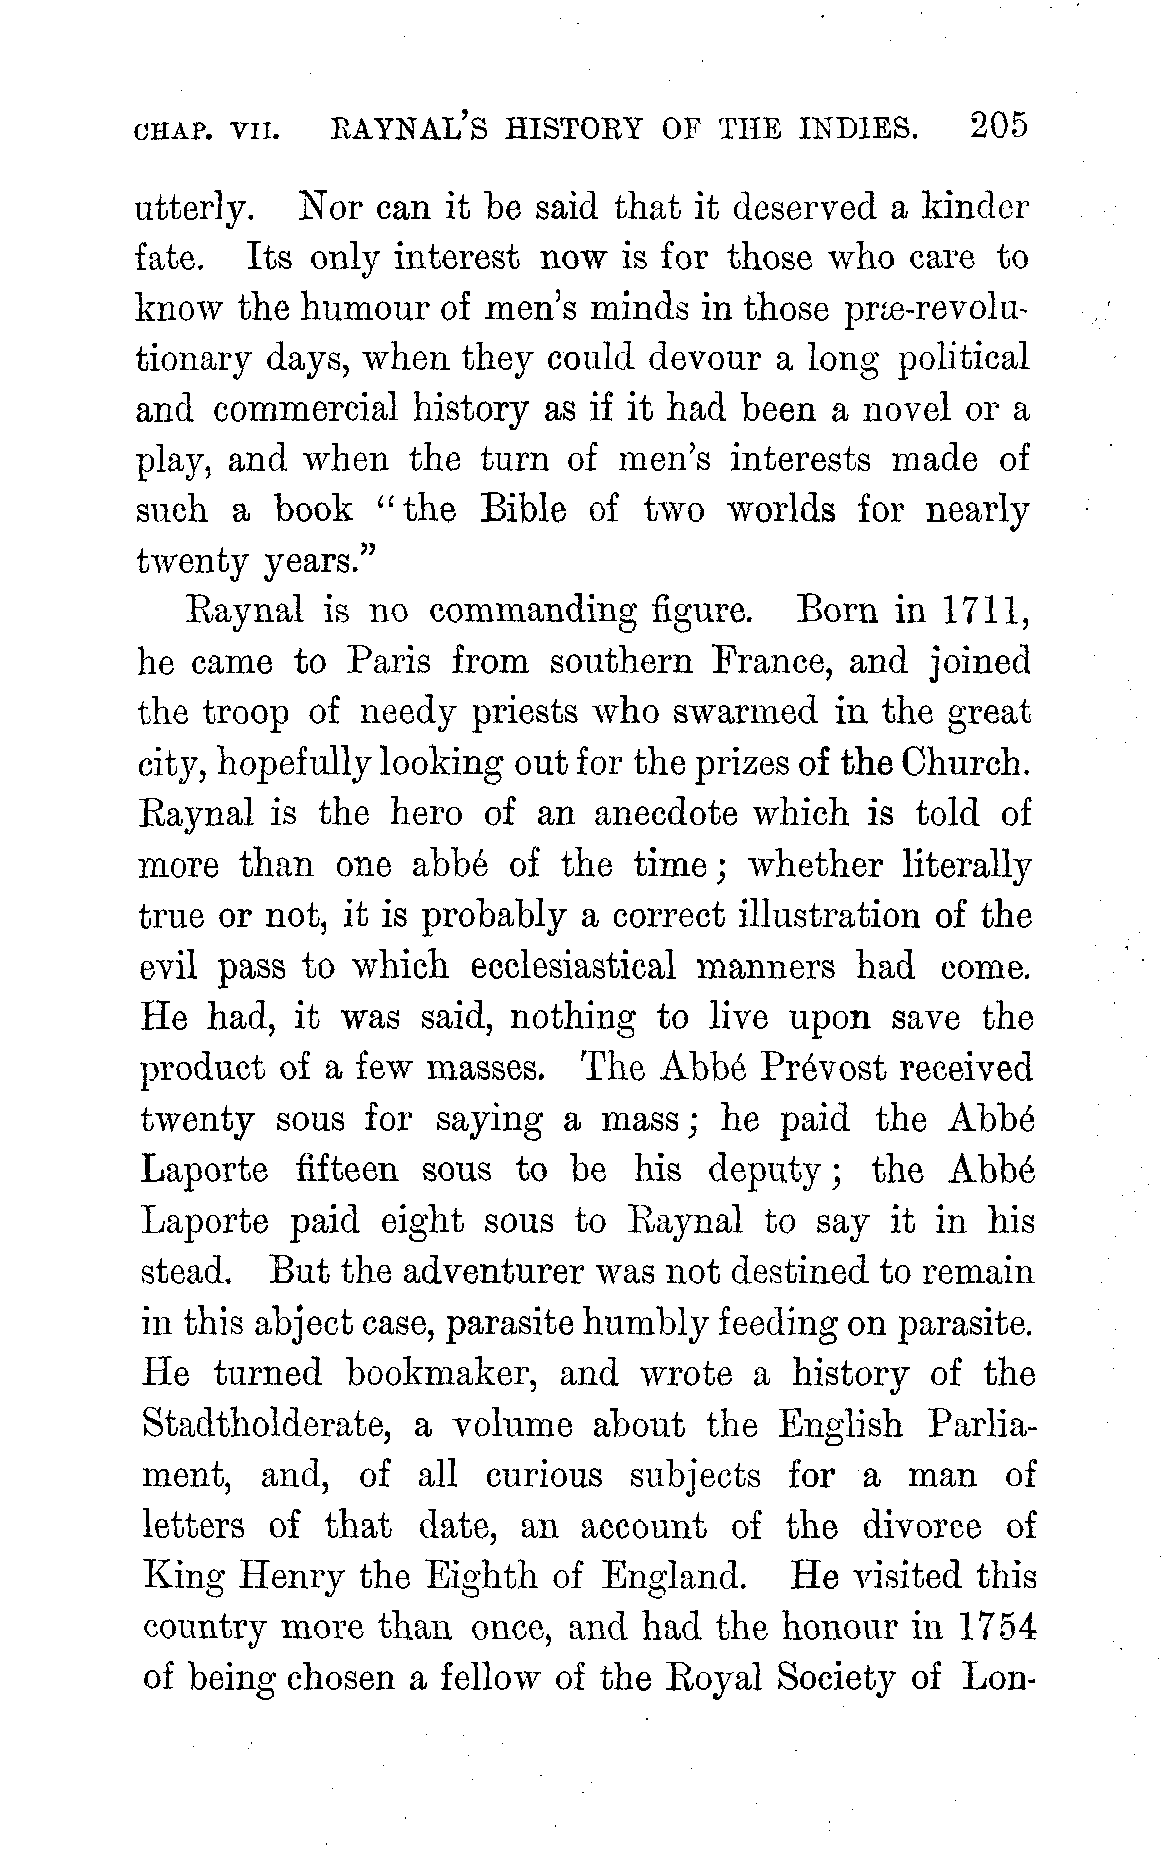 CHAP. VII. RAYNAL'S HISTORY OF THE INDIES. 205
utterly. Nor can it be said that it deserved a kinder
fate. Its only interest now is for those who care to
know the humour of men's minds in those præ-revolu-
tionary days, when they could devour a long political
and commercial history as if it had been a novel or a
play, and when the turn of men's interests made of
such a book "the Bible of two worlds for nearly
twenty years."
Raynal is no commanding figure. Born in 1711,
he came to Paris from southern France, and joined
the troop of needy priests who swarmed in the great
city, hopefully looking out for the prizes of the Church.
Raynal is the hero of an anecdote which is told of
more than one abbé of the time; whether literally
true or not, it is probably a correct illustration of the
evil pass to which ecclesiastical manners had come.
He had, it was said, nothing to live upon save the
product of a few masses. The Abbé Prévost received
twenty sous for saying a mass; he paid the Abbé
Laporte fifteen sous to be his deputy; the Abbé
Laporte paid eight sous to Raynal to say it in his
stead. But the adventurer was not destined to remain
in this abject case, parasite humbly feeding on parasite.
He turned bookmaker, and wrote a history of the
Stadtholderate, a volume about the English Parlia-
ment, and, of all curious subjects for a man of
letters of that date, an account of the divorce of
King Henry the Eighth of England. He visited this
country more than once, and had the honour in 1754
of being chosen a fellow of the Royal Society of Lon-